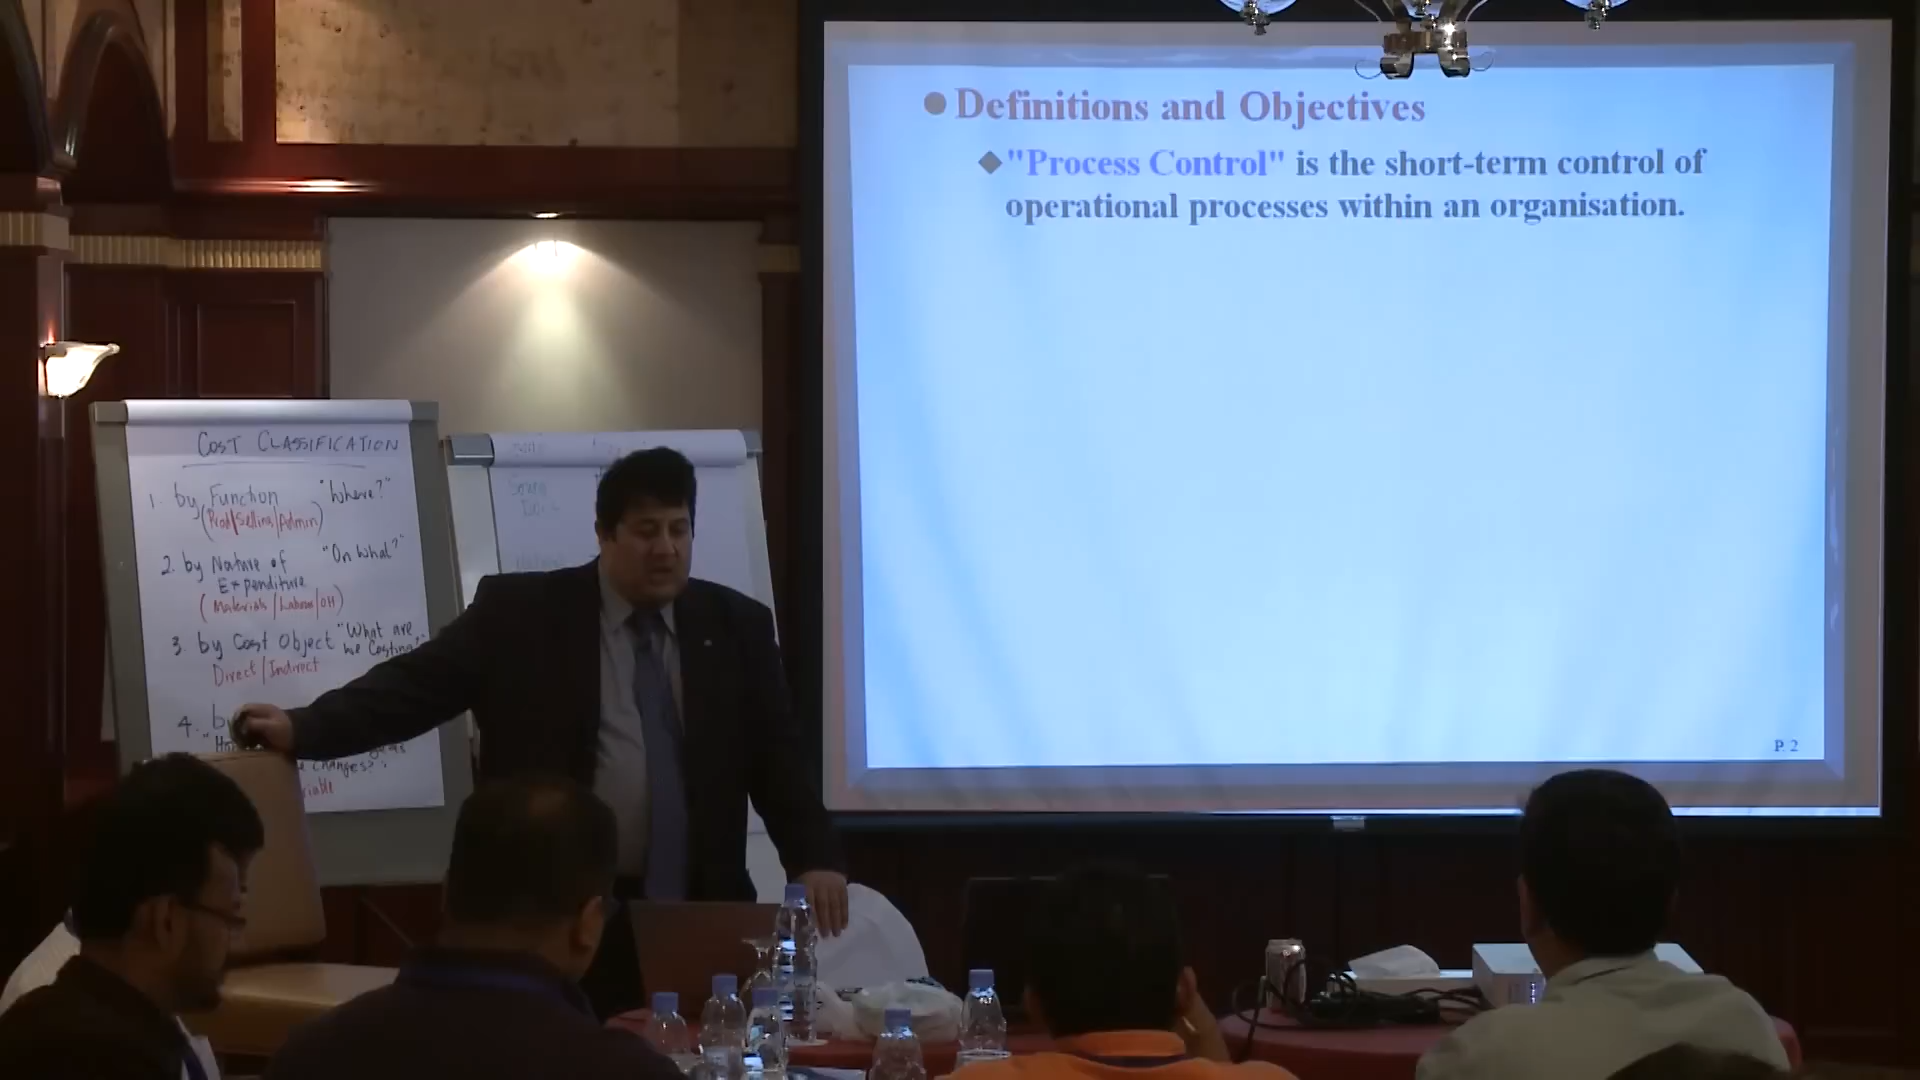 Definitions and Objectives
"Process Control" is the short-term control of
operational processes within an organisation.
P. 2
COST CLASSIFICATION
1. by Function "Where?"
(Prod/Selling/Admin)
2. by Nature of "On What?"
Expenditure
(Materials/Labour/OH)
3. by Cost Object "What are
we Costing?"
Direct/Indirect
4. by
CHANGES?"